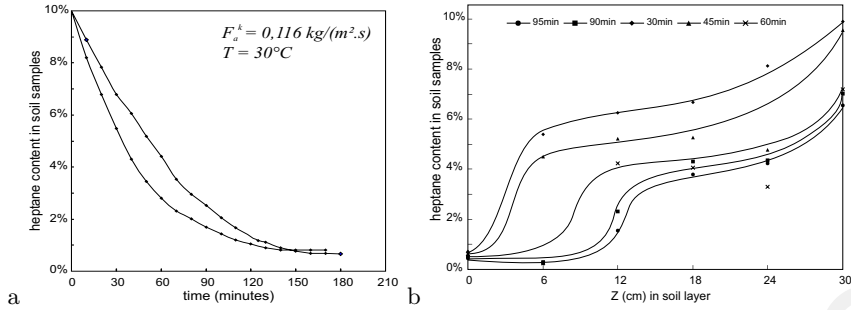 heptane content in soil samples
10%
8%
6%
4%
2%
0%
F_a^k = 0,116 kg/(m².s)
T = 30°C
0 30 60 90 120 150 180 210
time (minutes)
a
heptane content in soil samples
10%
8%
6%
4%
2%
0%
95min 90min 30min 45min 60min
0 6 12 18 24 30
Z (cm) in soil layer
b